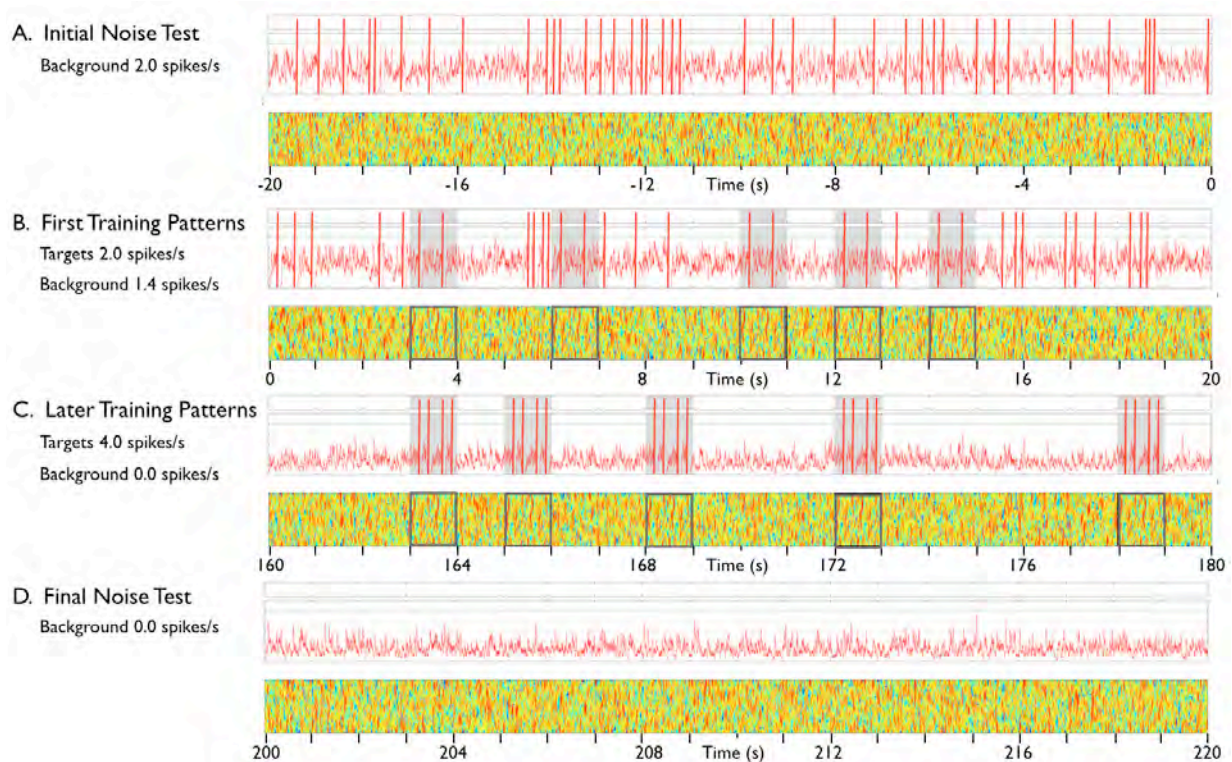 A. Initial Noise Test
Background 2.0 spikes/s
-20 -16 -12 Time (s) -8 -4 0
B. First Training Patterns
Targets 2.0 spikes/s
Background 1.4 spikes/s
0 4 8 Time (s) 12 16 20
C. Later Training Patterns
Targets 4.0 spikes/s
Background 0.0 spikes/s
160 164 168 Time (s) 172 176 180
D. Final Noise Test
Background 0.0 spikes/s
200 204 208 Time (s) 212 216 220